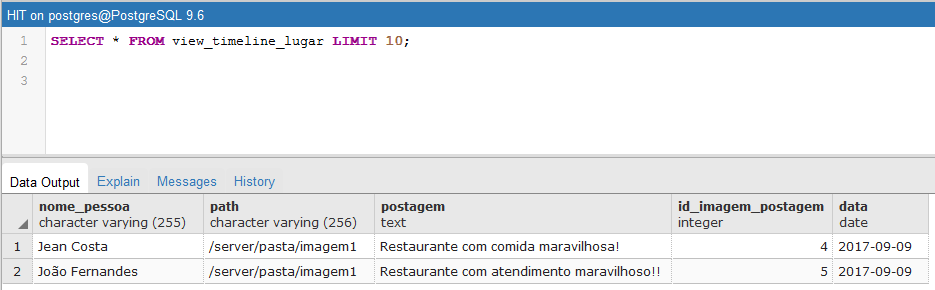 HIT on postgres@PostgreSQL 9.6
1 SELECT * FROM view_timeline_lugar LIMIT 10;
2
3
Data Output Explain Messages History
nome_pessoa path postagem id_imagem_postagem data
character varying (255) character varying (256) text integer date
1 Jean Costa /server/pasta/imagem1 Restaurante com comida maravilhosa! 4 2017-09-09
2 João Fernandes /server/pasta/imagem1 Restaurante com atendimento maravilhoso!! 5 2017-09-09